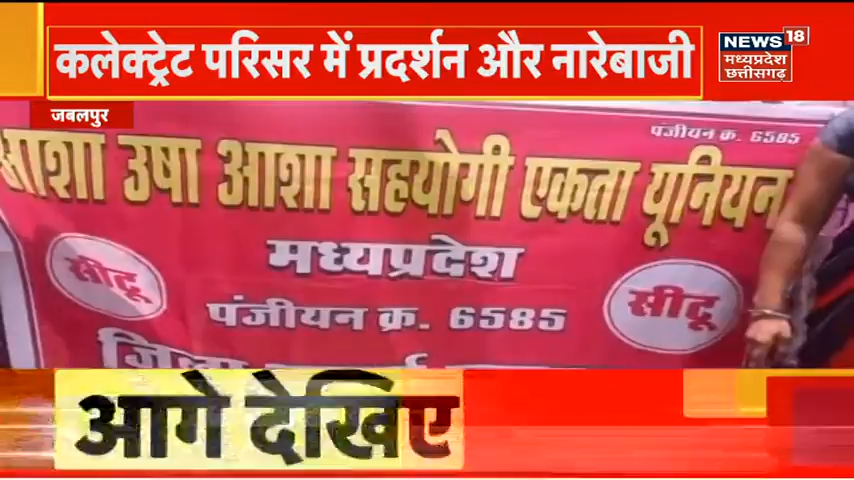 कलेक्ट्रेट परिसर में प्रदर्शन और नारेबाजी
NEWS 18
मध्यप्रदेश
छत्तीसगढ़
जबलपुर
पंजीयन क्र. 6585
आशा उषा आशा सहयोगी एकता यूनियन
मध्यप्रदेश
सीटू
पंजीयन क्र. 6585
सीटू
आगे देखिए